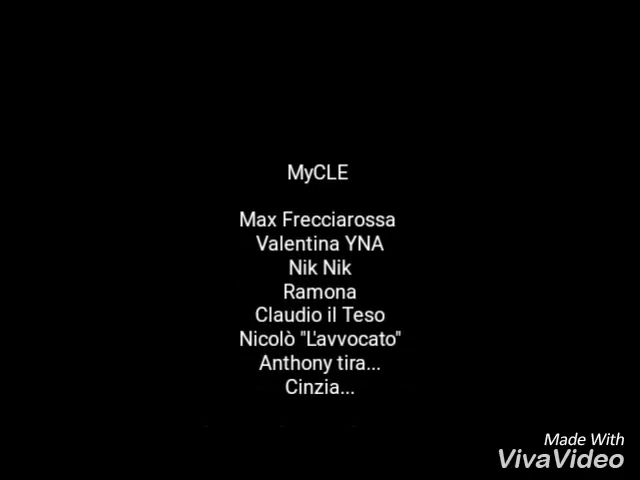 MyCLE
Max Frecciarossa
Valentina YNA
Nik Nik
Ramona
Claudio il Teso
Nicolò "L'avvocato"
Anthony tira...
Cinzia...
Made With
VivaVideo